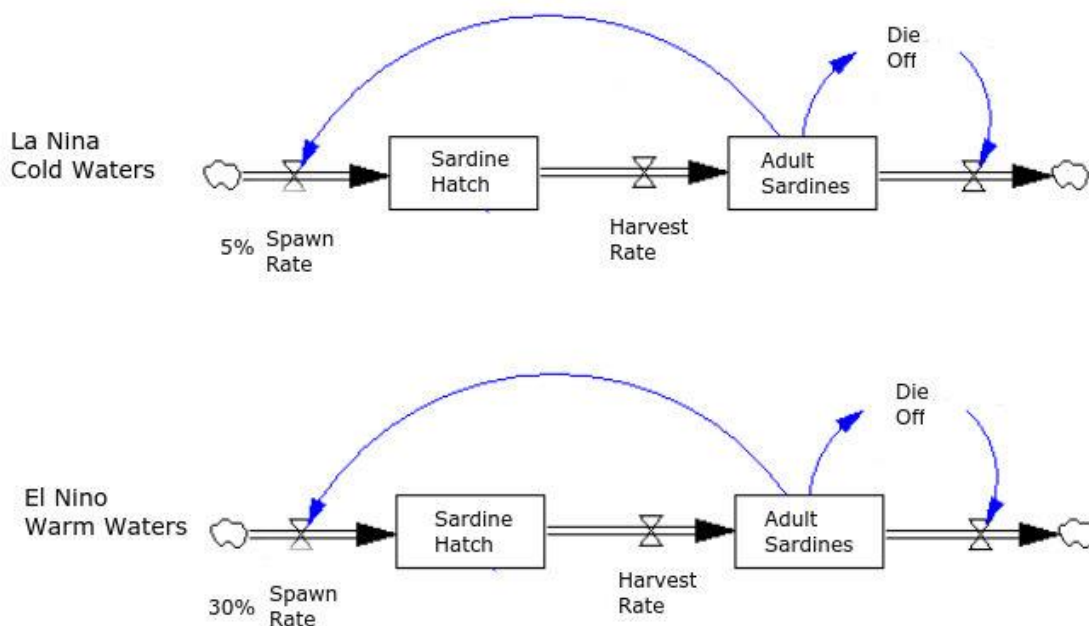 Die
Off
La Nina
Cold Waters
Sardine
Hatch
Adult
Sardines
5% Spawn
Rate
Harvest
Rate
Die
Off
El Nino
Warm Waters
Sardine
Hatch
Adult
Sardines
30% Spawn
Rate
Harvest
Rate